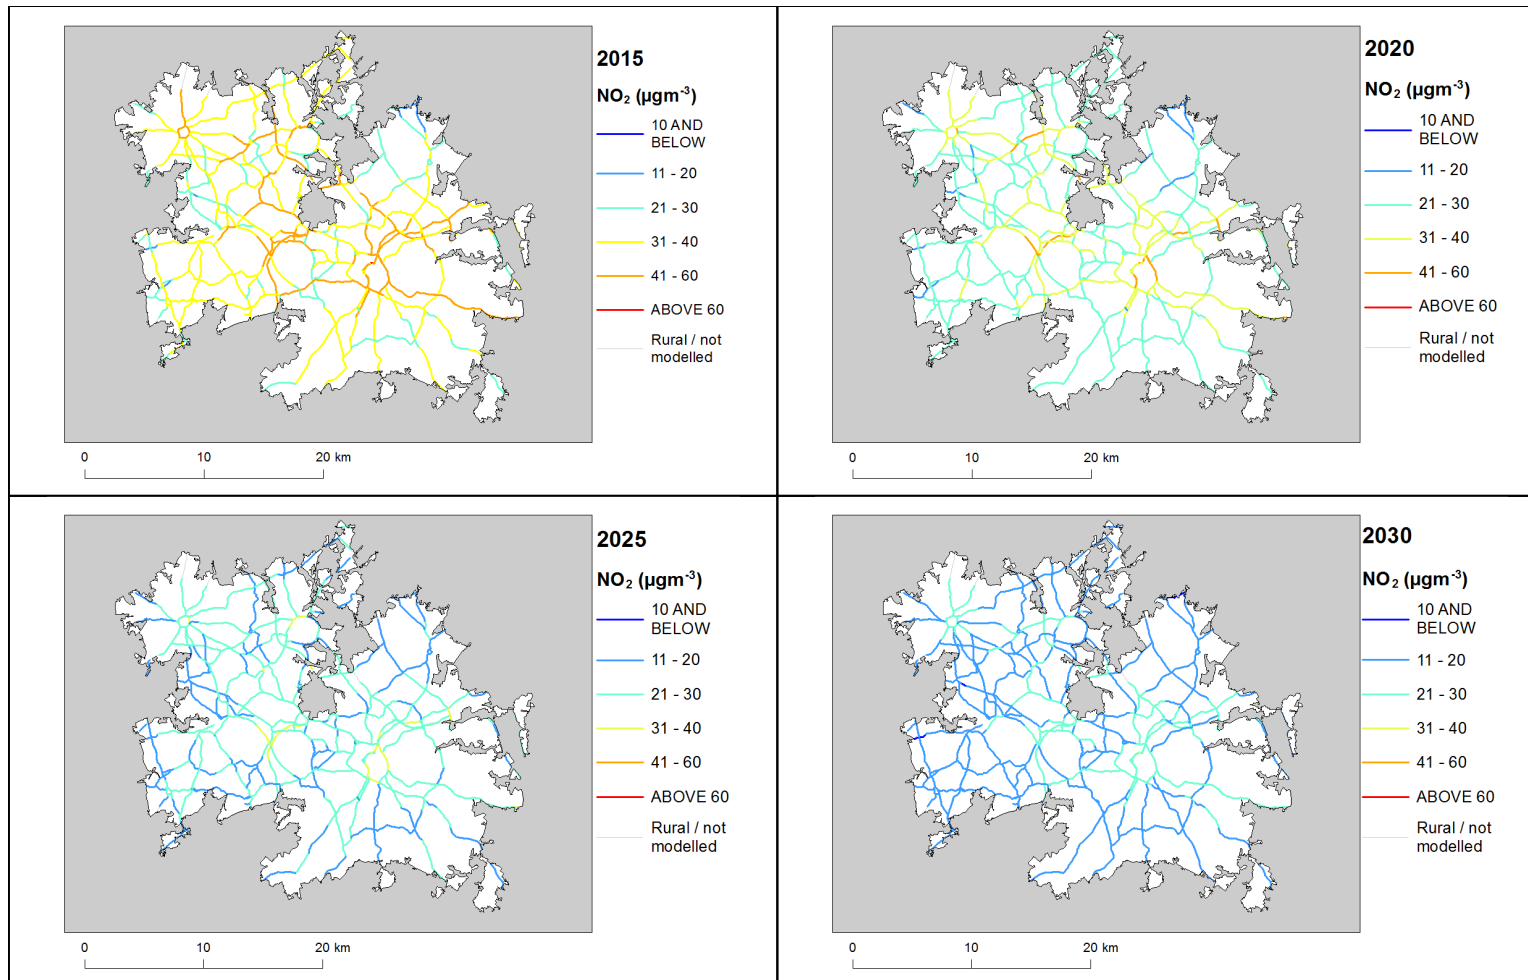 2015
NO₂ (µgm⁻³)
10 AND
BELOW
11 - 20
21 - 30
31 - 40
41 - 60
ABOVE 60
Rural / not
modelled
0 10 20 km
2020
NO₂ (µgm⁻³)
10 AND
BELOW
11 - 20
21 - 30
31 - 40
41 - 60
ABOVE 60
Rural / not
modelled
0 10 20 km
2025
NO₂ (µgm⁻³)
10 AND
BELOW
11 - 20
21 - 30
31 - 40
41 - 60
ABOVE 60
Rural / not
modelled
0 10 20 km
2030
NO₂ (µgm⁻³)
10 AND
BELOW
11 - 20
21 - 30
31 - 40
41 - 60
ABOVE 60
Rural / not
modelled
0 10 20 km